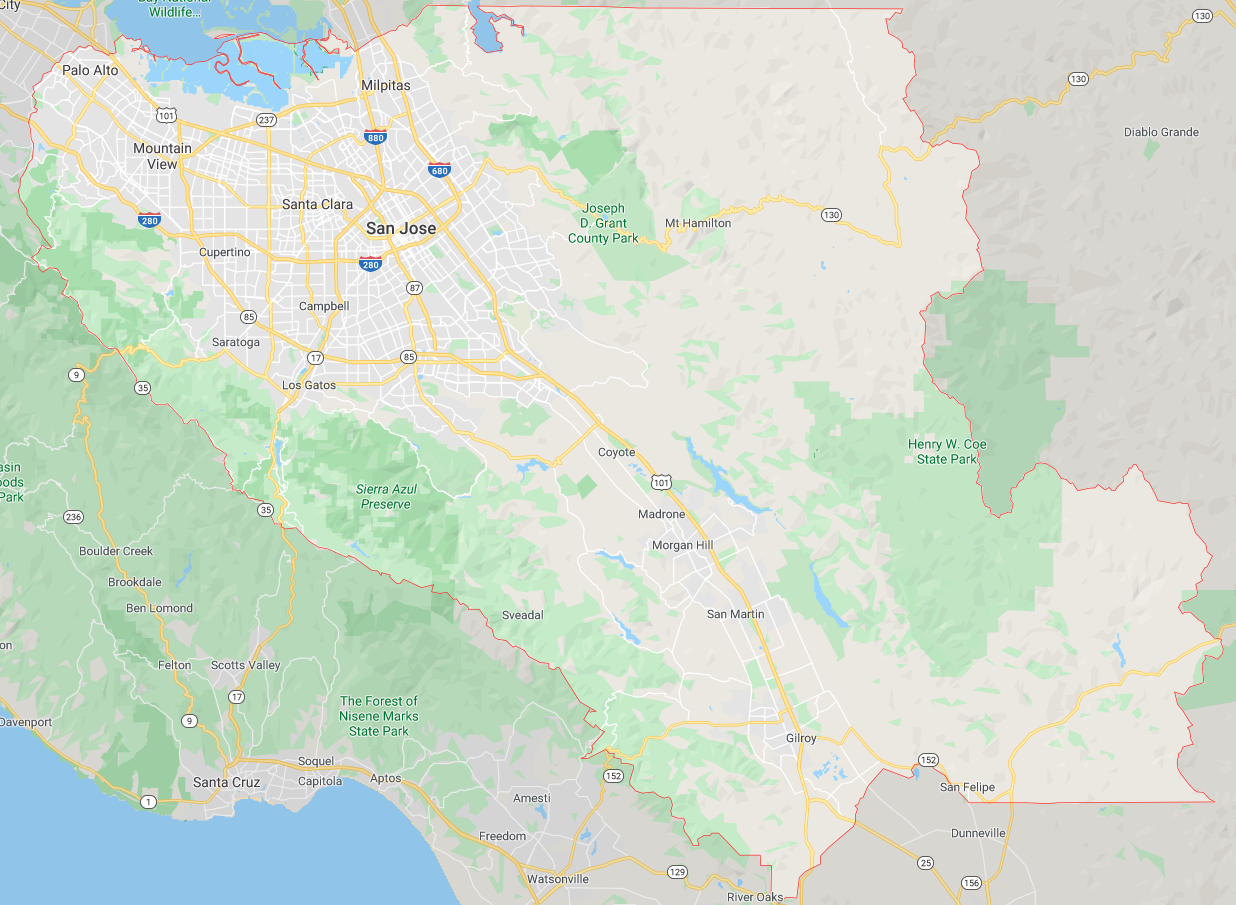 City
Bay National
Wildlife...
130
Palo Alto
Milpitas
130
101
237
880
Diablo Grande
Mountain
View
680
Santa Clara
Joseph
D. Grant
County Park
280
San Jose
Mt Hamilton
130
Cupertino
280
87
Campbell
85
Saratoga
17
85
9
35
Los Gatos
Henry W. Coe
State Park
Coyote
asin
oods
Park
Sierra Azul
Preserve
101
35
236
Madrone
Morgan Hill
Boulder Creek
Brookdale
Ben Lomond
Sveadal
San Martin
on
Felton
Scotts Valley
17
The Forest of
Nisene Marks
State Park
9
Davenport
Gilroy
Soquel
152
Santa Cruz
Capitola
Aptos
152
San Felipe
1
Amesti
Freedom
Dunneville
25
129
Watsonville
156
River Oaks